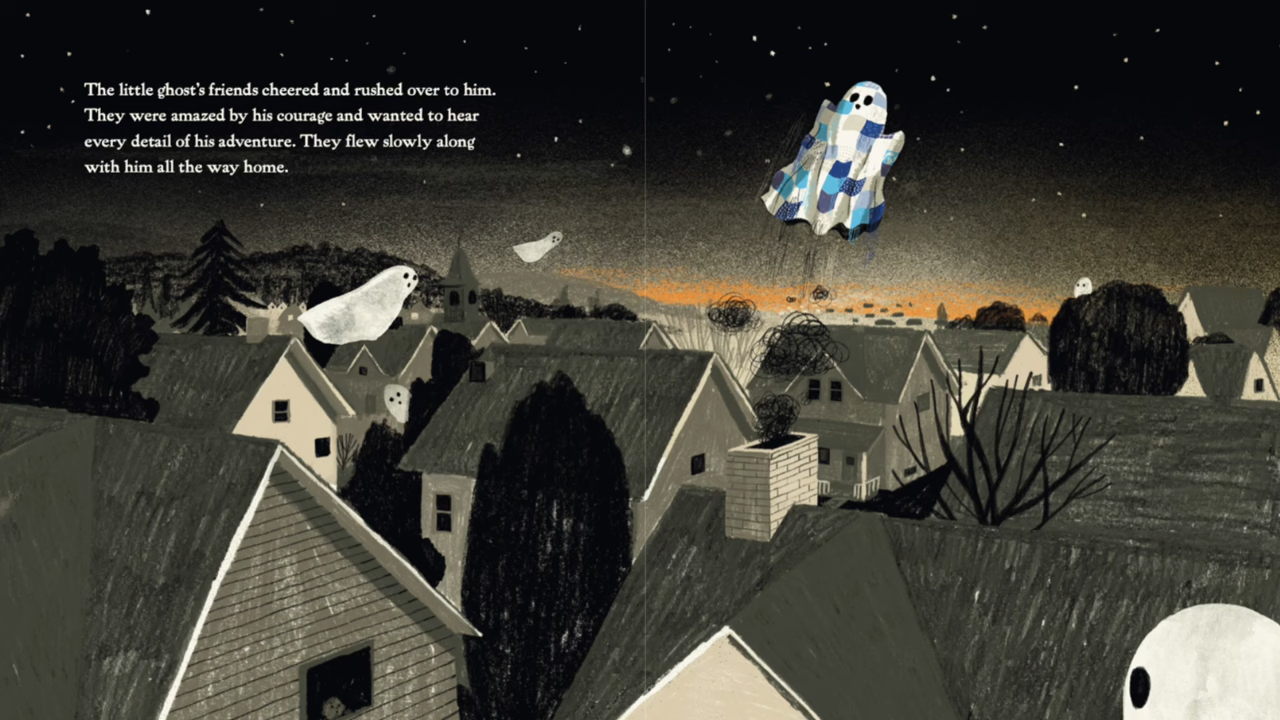 The little ghost's friends cheered and rushed over to him.
They were amazed by his courage and wanted to hear
every detail of his adventure. They flew slowly along
with him all the way home.